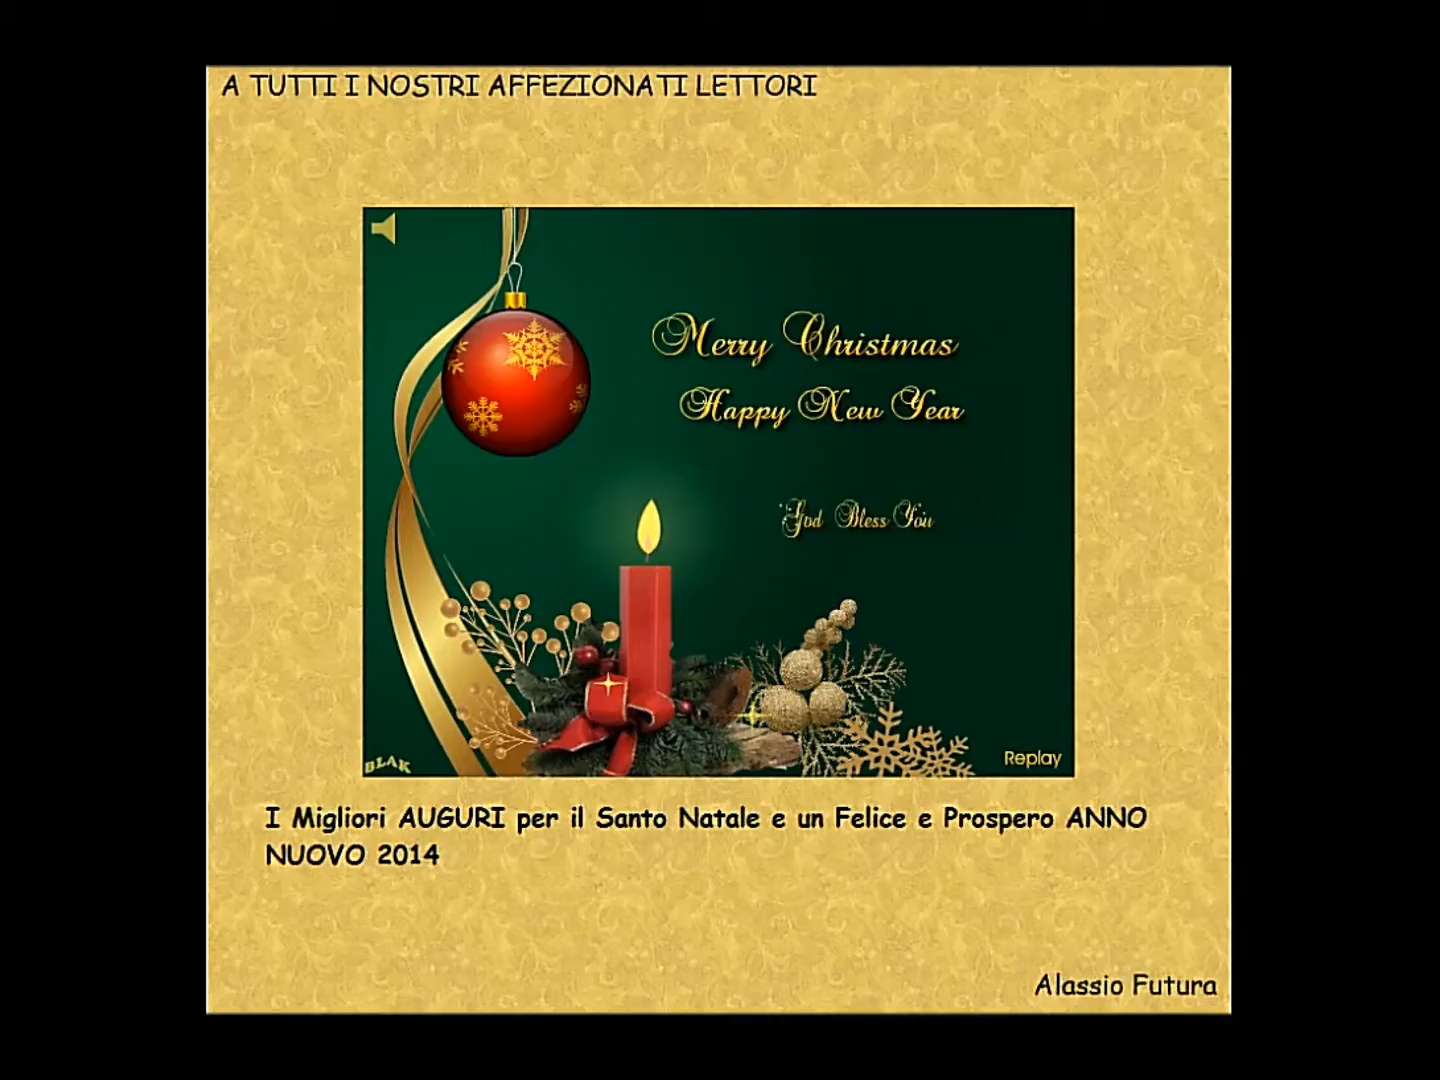 A TUTTI I NOSTRI AFFEZIONATI LETTORI
Merry Christmas
Happy New Year
God Bless You
BLAK
Replay
I Migliori AUGURI per il Santo Natale e un Felice e Prospero ANNO
NUOVO 2014
Alassio Futura